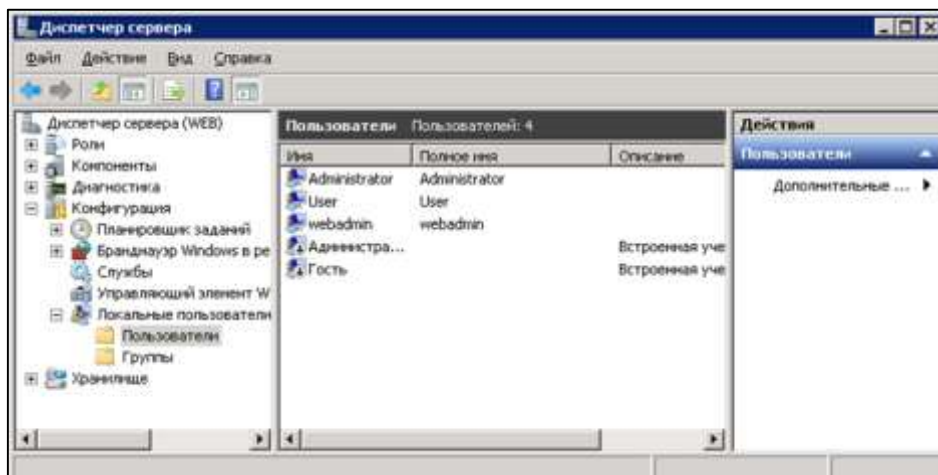 Диспетчер сервера
Файл Действие Вид Справка
Диспетчер сервера (WEB)
Роли
Компоненты
Диагностика
Конфигурация
Планировщик заданий
Брандмауэр Windows в ре
Службы
Управляющий элемент W
Локальные пользователи
Пользователи
Группы
Хранилище
Пользователи Пользователей: 4
Имя Полное имя Описание
Administrator Administrator
User User
webadmin webadmin
Администра... Встроенная уче
Гость Встроенная уче
Действия
Пользователи
Дополнительные ...